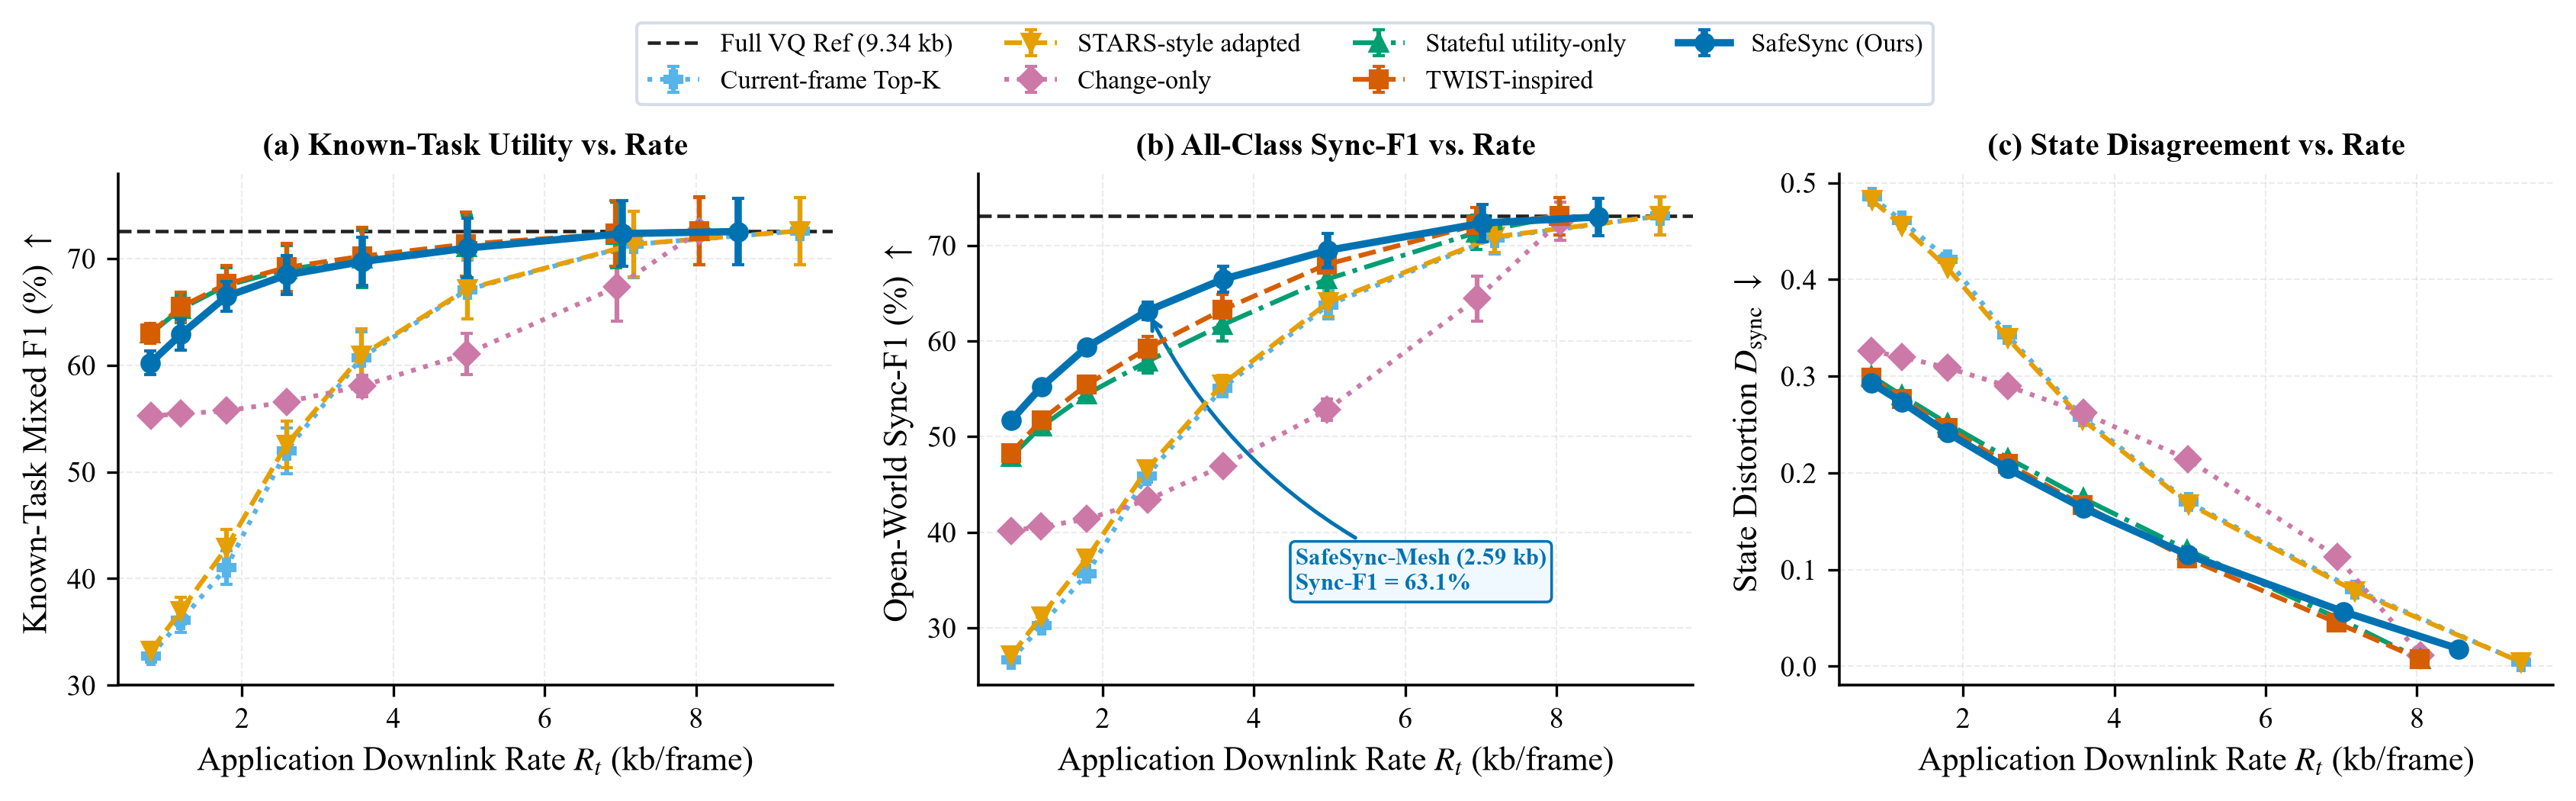 Full VQ Ref (9.34 kb)
Current-frame Top-K
STARS-style adapted
Change-only
Stateful utility-only
TWIST-inspired
SafeSync (Ours)
(a) Known-Task Utility vs. Rate
Known-Task Mixed F1 (%) ↑
70
60
50
40
30
2 4 6 8
Application Downlink Rate Rₜ (kb/frame)
(b) All-Class Sync-F1 vs. Rate
Open-World Sync-F1 (%) ↑
70
60
50
40
30
SafeSync-Mesh (2.59 kb)
Sync-F1 = 63.1%
2 4 6 8
Application Downlink Rate Rₜ (kb/frame)
(c) State Disagreement vs. Rate
State Distortion D_sync ↓
0.5
0.4
0.3
0.2
0.1
0.0
2 4 6 8
Application Downlink Rate Rₜ (kb/frame)